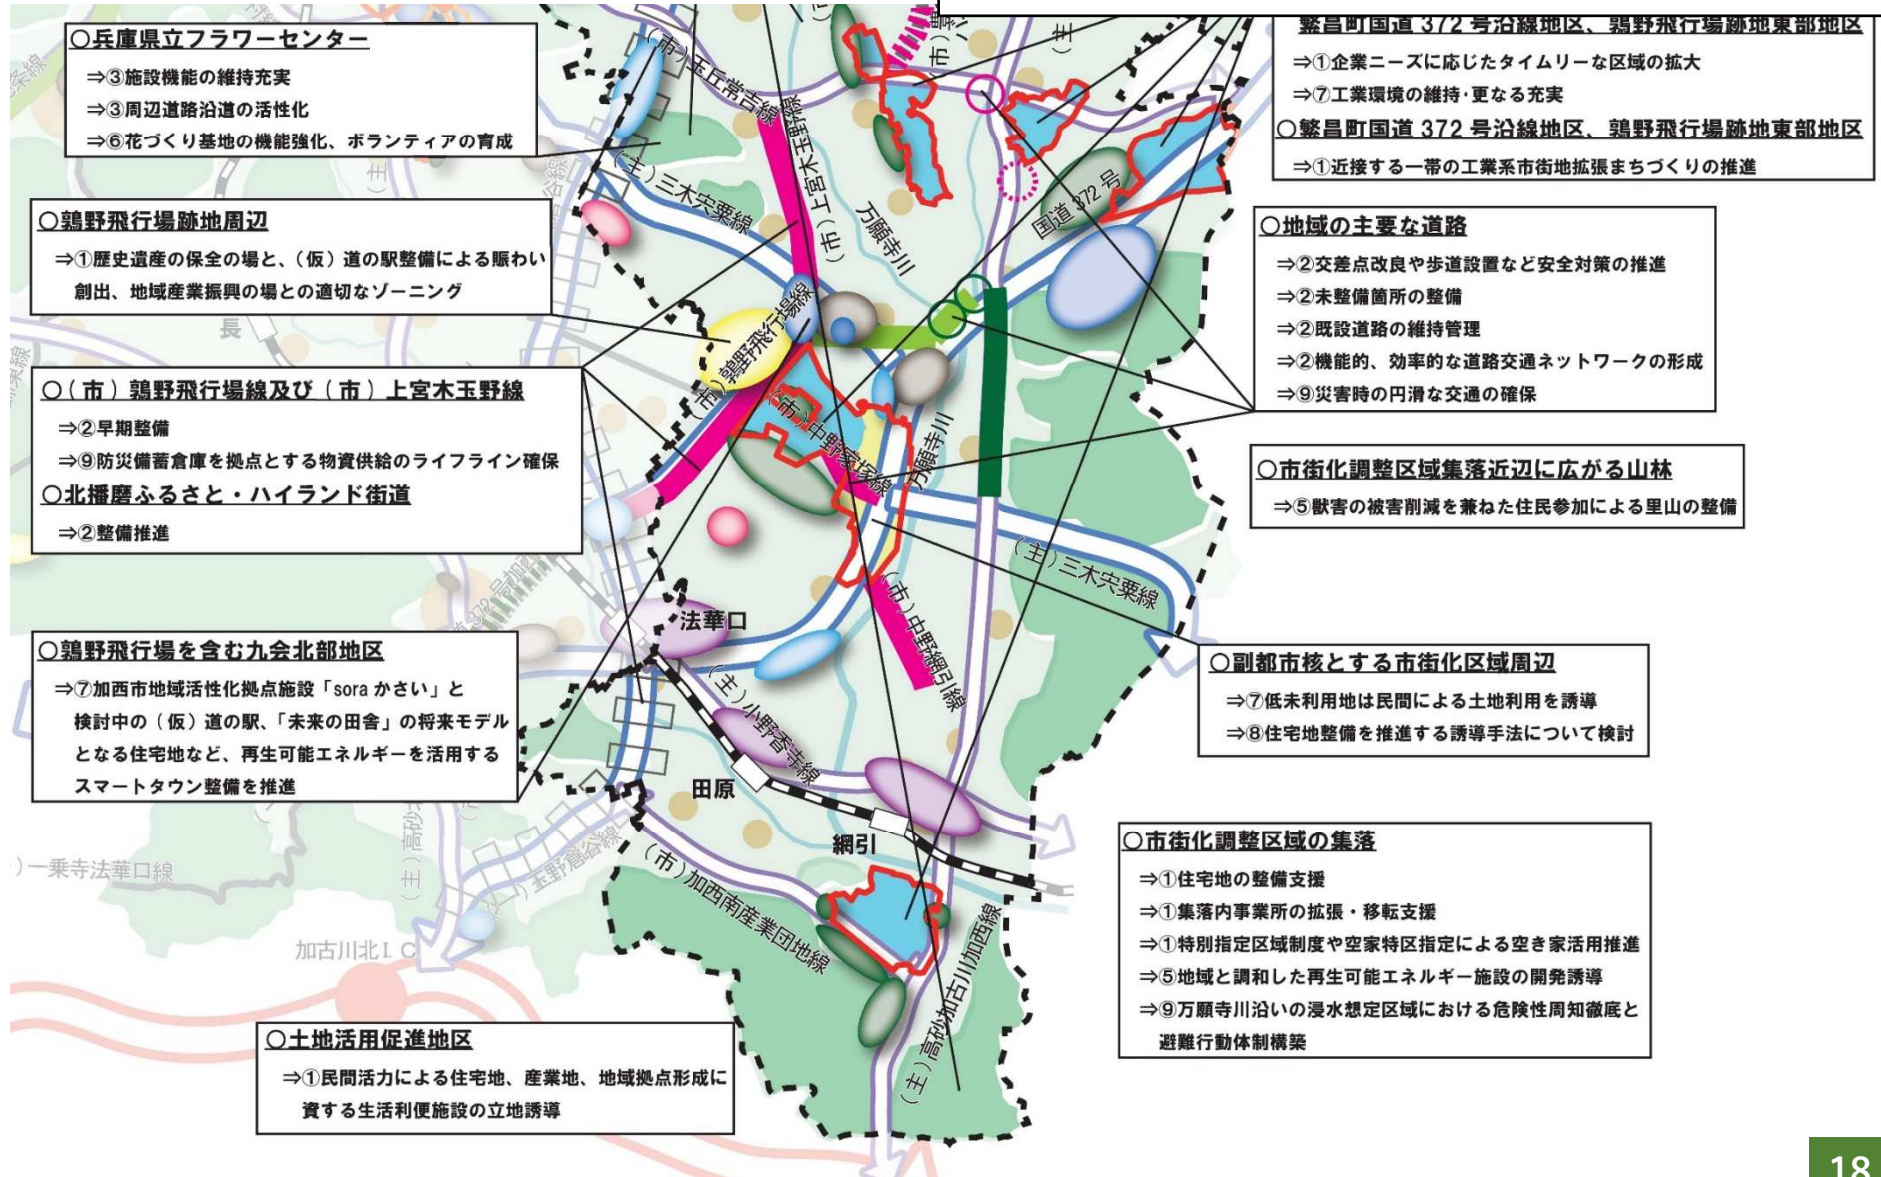 ○兵庫県立フラワーセンター
⇒③施設機能の維持充実
⇒③周辺道路沿道の活性化
⇒⑥花づくり基地の機能強化、ボランティアの育成
○鶉野飛行場跡地周辺
⇒①歴史遺産の保全の場と、（仮）道の駅整備による賑わい
創出、地域産業振興の場との適切なゾーニング
○（市）鶉野飛行場線及び（市）上宮木玉野線
⇒②早期整備
⇒⑨防災備蓄倉庫を拠点とする物資供給のライフライン確保
○北播磨ふるさと・ハイランド街道
⇒②整備推進
○鶉野飛行場を含む九会北部地区
⇒⑦加西市地域活性化拠点施設「sora かさい」と
検討中の（仮）道の駅、「未来の田舎」の将来モデル
となる住宅地など、再生可能エネルギーを活用する
スマートタウン整備を推進
○土地活用促進地区
⇒①民間活力による住宅地、産業地、地域拠点形成に
資する生活利便施設の立地誘導
繁昌町国道 372 号沿線地区、鶉野飛行場跡地東部地区
⇒①企業ニーズに応じたタイムリーな区域の拡大
⇒⑦工業環境の維持・更なる充実
○繁昌町国道 372 号沿線地区、鶉野飛行場跡地東部地区
⇒①近接する一帯の工業系市街地拡張まちづくりの推進
○地域の主要な道路
⇒②交差点改良や歩道設置など安全対策の推進
⇒②未整備箇所の整備
⇒②既設道路の維持管理
⇒②機能的、効率的な道路交通ネットワークの形成
⇒⑨災害時の円滑な交通の確保
○市街化調整区域集落近辺に広がる山林
⇒⑤獣害の被害削減を兼ねた住民参加による里山の整備
○副都市核とする市街化区域周辺
⇒⑦低未利用地は民間による土地利用を誘導
⇒⑧住宅地整備を推進する誘導手法について検討
○市街化調整区域の集落
⇒①住宅地の整備支援
⇒①集落内事業所の拡張・移転支援
⇒①特別指定区域制度や空家特区指定による空き家活用推進
⇒⑤地域と調和した再生可能エネルギー施設の開発誘導
⇒⑨万願寺川沿いの浸水想定区域における危険性周知徹底と
避難行動体制構築
（市）玉丘常吉線
（市）上宮木玉野線
（主）三木宍粟線
万願寺川
国道 372 号
（市）鶉野飛行場線
（市）中野家塚線
万願寺川
（主）三木宍粟線
（市）中野網引線
法華口
（主）小野香寺線
田原
網引
（市）加西南産業団地線
（主）高砂加古川加西線
長
）一乗寺法華口線
（主）高砂
玉野倉谷線
加古川北ＩＣ
18